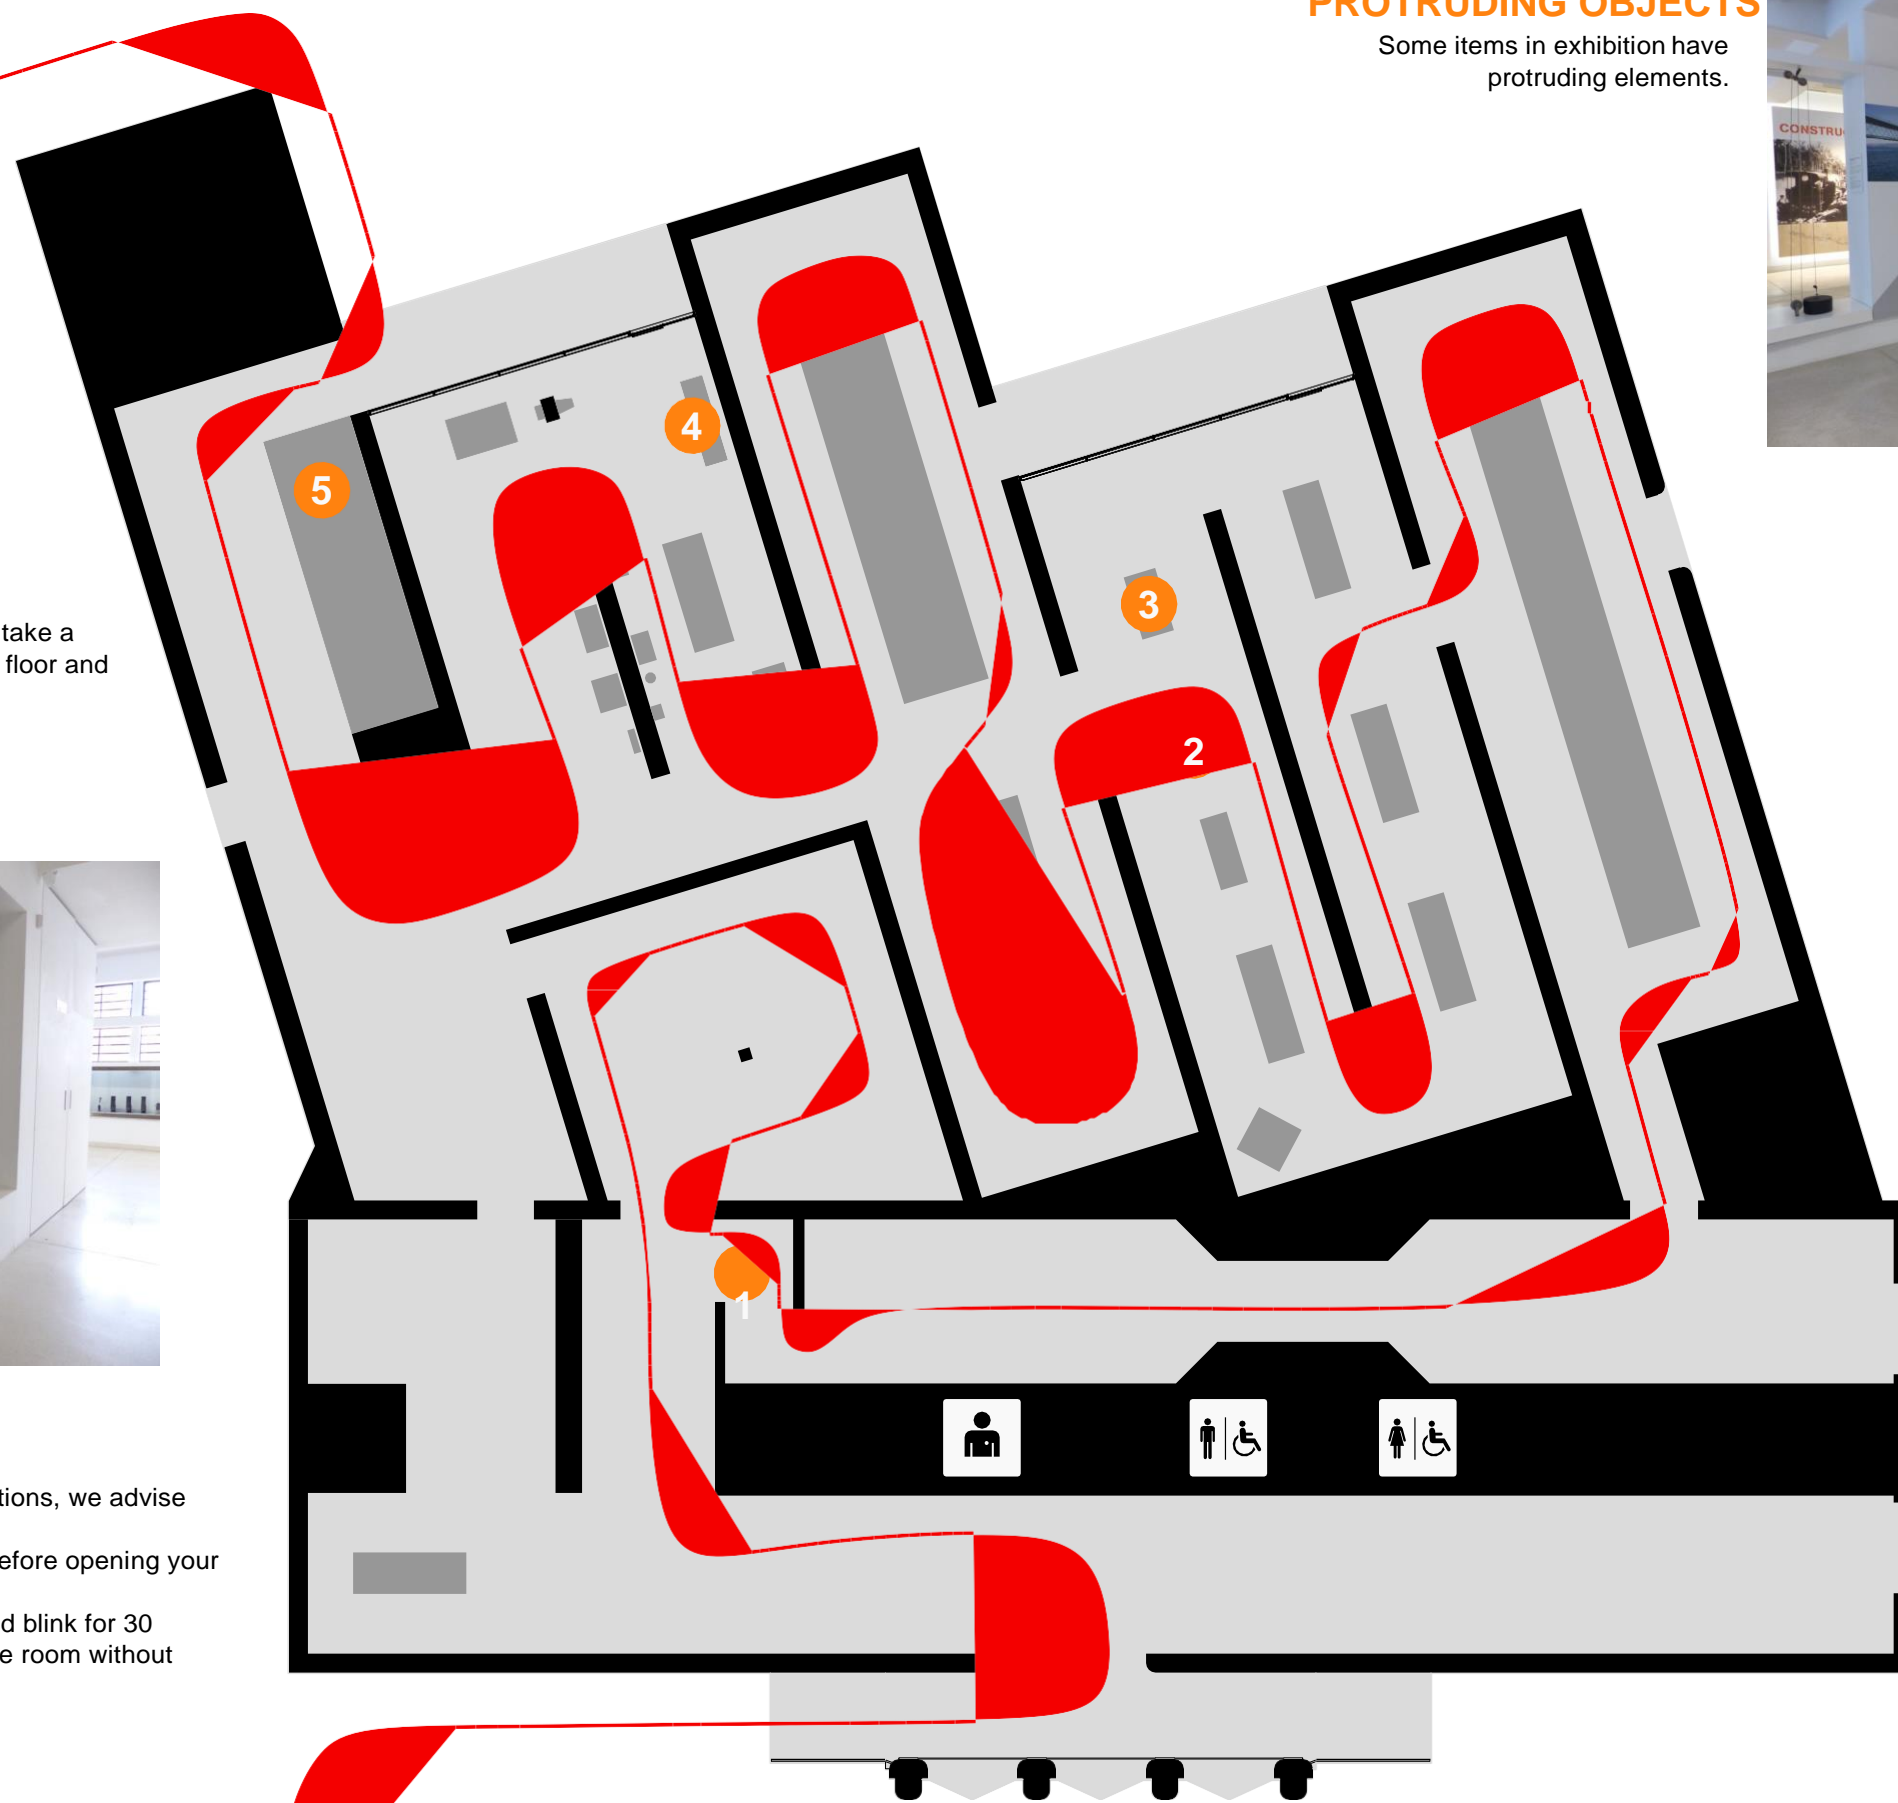 PROTRUDING OBJECTS
Some items in exhibition have
protruding elements.
CONSTRU
4
5
take a
floor and
3
2
1
tions, we advise
efore opening your
d blink for 30
e room without